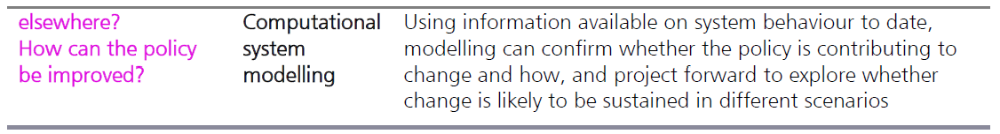 elsewhere?
How can the policy
be improved?
Computational
system
modelling
Using information available on system behaviour to date,
modelling can confirm whether the policy is contributing to
change and how, and project forward to explore whether
change is likely to be sustained in different scenarios